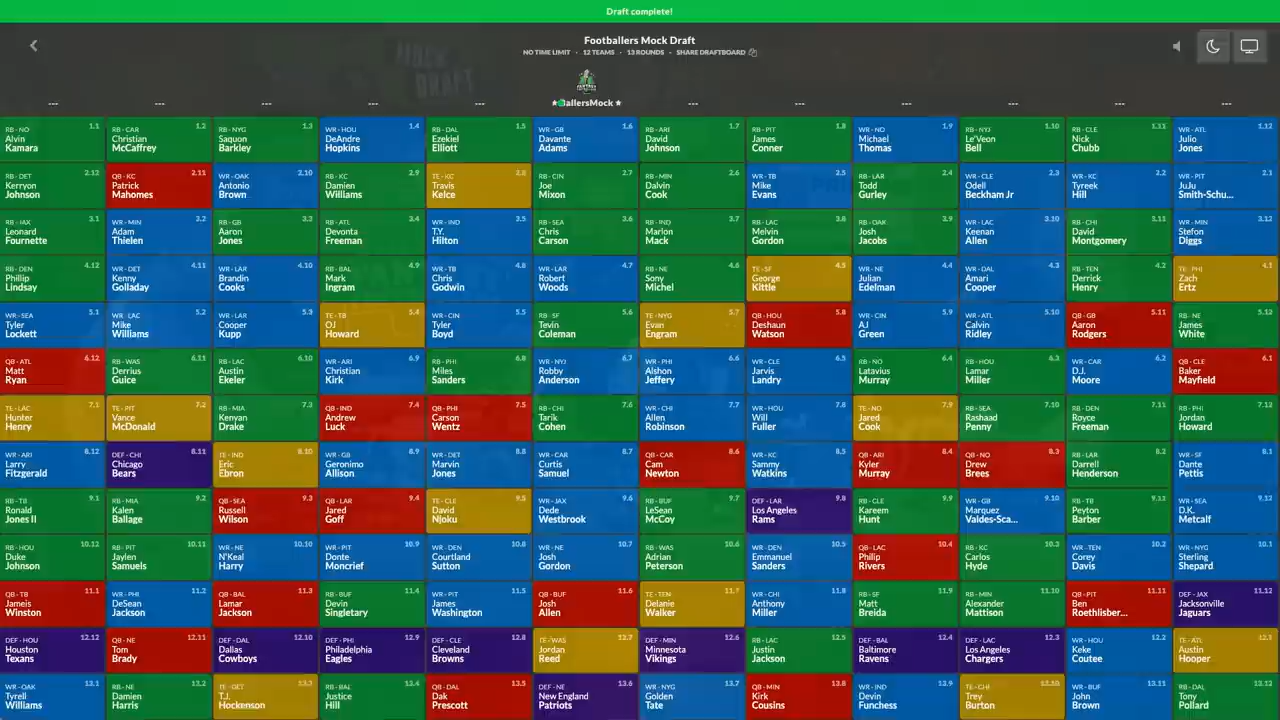 Draft complete!
Footballers Mock Draft
NO TIME LIMIT · 12 TEAMS · 13 ROUNDS · SHARE DRAFTBOARD
--- --- --- --- --- ★ BallersMock ★ --- --- --- --- --- ---
RB - NO 1.1 RB - CAR 1.2 RB - NYG 1.3 WR - HOU 1.4 RB - DAL 1.5 WR - GB 1.6 RB - ARI 1.7 RB - PIT 1.8 WR - NO 1.9 RB - NYJ 1.10 RB - CLE 1.11 WR - ATL 1.12
Alvin Christian Saquon DeAndre Ezekiel Davante David James Michael Le'Veon Nick Julio
Kamara McCaffrey Barkley Hopkins Elliott Adams Johnson Conner Thomas Bell Chubb Jones
RB - DET 2.12 QB - KC 2.11 WR - OAK 2.10 RB - KC 2.9 TE - KC 2.8 RB - CIN 2.7 RB - MIN 2.6 WR - TB 2.5 RB - LAR 2.4 WR - CLE 2.3 WR - KC 2.2 WR - PIT 2.1
Kerryon Patrick Antonio Damien Travis Joe Dalvin Mike Todd Odell Tyreek JuJu
Johnson Mahomes Brown Williams Kelce Mixon Cook Evans Gurley Beckham Jr Hill Smith-Schu...
RB - JAX 3.1 WR - MIN 3.2 RB - GB 3.3 RB - ATL 3.4 WR - IND 3.5 RB - SEA 3.6 RB - IND 3.7 RB - LAC 3.8 RB - OAK 3.9 WR - LAC 3.10 RB - CHI 3.11 WR - MIN 3.12
Leonard Adam Aaron Devonta T.Y. Chris Marlon Melvin Josh Keenan David Stefon
Fournette Thielen Jones Freeman Hilton Carson Mack Gordon Jacobs Allen Montgomery Diggs
RB - DEN 4.12 WR - DET 4.11 WR - LAR 4.10 RB - BAL 4.9 WR - TB 4.8 WR - LAR 4.7 RB - NE 4.6 TE - SF 4.5 WR - NE 4.4 WR - DAL 4.3 RB - TEN 4.2 TE - PHI 4.1
Phillip Kenny Brandin Mark Chris Robert Sony George Julian Amari Derrick Zach
Lindsay Golladay Cooks Ingram Godwin Woods Michel Kittle Edelman Cooper Henry Ertz
WR - SEA 5.1 WR - LAC 5.2 WR - LAR 5.3 TE - TB 5.4 WR - CIN 5.5 RB - SF 5.6 TE - NYG 5.7 QB - HOU 5.8 WR - CIN 5.9 WR - ATL 5.10 QB - GB 5.11 RB - NE 5.12
Tyler Mike Cooper OJ Tyler Tevin Evan Deshaun AJ Calvin Aaron James
Lockett Williams Kupp Howard Boyd Coleman Engram Watson Green Ridley Rodgers White
QB - ATL 6.12 RB - WAS 6.11 RB - LAC 6.10 WR - ARI 6.9 RB - PHI 6.8 WR - NYJ 6.7 WR - PHI 6.6 WR - CLE 6.5 RB - NO 6.4 RB - HOU 6.3 WR - CAR 6.2 QB - CLE 6.1
Matt Derrius Austin Christian Miles Robby Alshon Jarvis Latavius Lamar D.J. Baker
Ryan Guice Ekeler Kirk Sanders Anderson Jeffery Landry Murray Miller Moore Mayfield
TE - LAC 7.1 TE - PIT 7.2 RB - MIA 7.3 QB - IND 7.4 QB - PHI 7.5 RB - CHI 7.6 WR - CHI 7.7 WR - HOU 7.8 TE - NO 7.9 RB - SEA 7.10 RB - DEN 7.11 RB - PHI 7.12
Hunter Vance Kenyan Andrew Carson Tarik Allen Will Jared Rashaad Royce Jordan
Henry McDonald Drake Luck Wentz Cohen Robinson Fuller Cook Penny Freeman Howard
WR - ARI 8.12 DEF - CHI 8.11 TE - IND 8.10 WR - GB 8.9 WR - DET 8.8 WR - CAR 8.7 QB - CAR 8.6 WR - KC 8.5 QB - ARI 8.4 QB - NO 8.3 RB - LAR 8.2 WR - SF 8.1
Larry Chicago Eric Geronimo Marvin Curtis Cam Sammy Kyler Drew Darrell Dante
Fitzgerald Bears Ebron Allison Jones Samuel Newton Watkins Murray Brees Henderson Pettis
RB - TB 9.1 RB - MIA 9.2 QB - SEA 9.3 QB - LAR 9.4 TE - CLE 9.5 WR - JAX 9.6 RB - BUF 9.7 DEF - LAR 9.8 RB - CLE 9.9 WR - GB 9.10 RB - TB 9.11 WR - SEA 9.12
Ronald Kalen Russell Jared David Dede LeSean Los Angeles Kareem Marquez Peyton D.K.
Jones II Ballage Wilson Goff Njoku Westbrook McCoy Rams Hunt Valdes-Sca... Barber Metcalf
RB - HOU 10.12 RB - PIT 10.11 WR - NE 10.10 WR - PIT 10.9 WR - DEN 10.8 WR - NE 10.7 RB - WAS 10.6 WR - DEN 10.5 QB - LAC 10.4 RB - KC 10.3 WR - TEN 10.2 WR - NYG 10.1
Duke Jaylen N'Keal Donte Courtland Josh Adrian Emmanuel Philip Carlos Corey Sterling
Johnson Samuels Harry Moncrief Sutton Gordon Peterson Sanders Rivers Hyde Davis Shepard
QB - TB 11.1 WR - PHI 11.2 QB - BAL 11.3 RB - BUF 11.4 WR - PIT 11.5 QB - BUF 11.6 TE - TEN 11.7 WR - CHI 11.8 RB - SF 11.9 RB - MIN 11.10 QB - PIT 11.11 DEF - JAX 11.12
Jameis DeSean Lamar Devin James Josh Delanie Anthony Matt Alexander Ben Jacksonville
Winston Jackson Jackson Singletary Washington Allen Walker Miller Breida Mattison Roethlisber... Jaguars
DEF - HOU 12.12 QB - NE 12.11 DEF - DAL 12.10 DEF - PHI 12.9 DEF - CLE 12.8 TE - WAS 12.7 DEF - MIN 12.6 RB - LAC 12.5 DEF - BAL 12.4 DEF - LAC 12.3 WR - HOU 12.2 TE - ATL 12.1
Houston Tom Dallas Philadelphia Cleveland Jordan Minnesota Justin Baltimore Los Angeles Keke Austin
Texans Brady Cowboys Eagles Browns Reed Vikings Jackson Ravens Chargers Coutee Hooper
WR - OAK 13.1 RB - NE 13.2 TE - DET 13.3 RB - BAL 13.4 QB - DAL 13.5 DEF - NE 13.6 WR - NYG 13.7 QB - MIN 13.8 WR - IND 13.9 TE - CHI 13.10 WR - BUF 13.11 RB - DAL 13.12
Tyrell Damien T.J. Justice Dak New England Golden Kirk Devin Trey John Tony
Williams Harris Hockenson Hill Prescott Patriots Tate Cousins Funchess Burton Brown Pollard